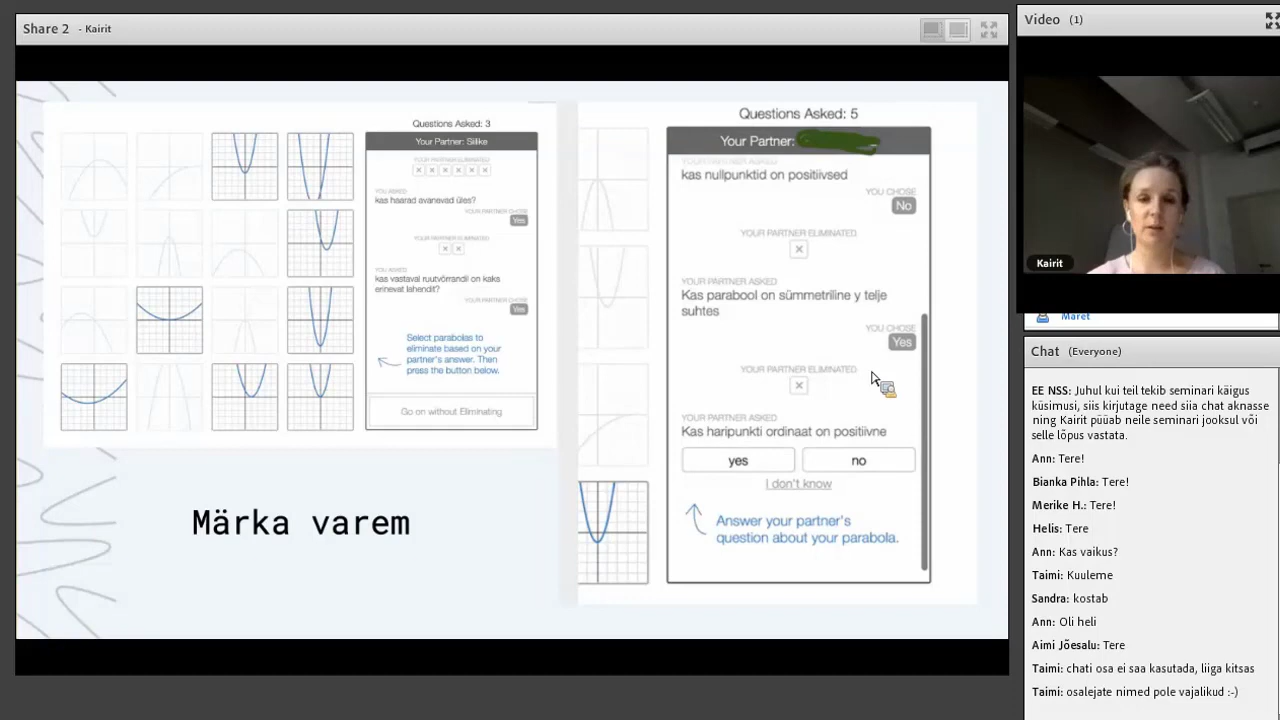 Share 2 - Kairit
Video (1)
Kairit
Maret
Questions Asked: 3
Your Partner: Sillike
YOUR PARTNER ELIMINATED
YOU ASKED
kas haarad avanevad üles?
YOUR PARTNER CHOSE
Yes
YOUR PARTNER ELIMINATED
YOU ASKED
kas vastaval ruutvõrrandil on kaks
erinevat lahendit?
YOUR PARTNER CHOSE
Yes
Select parabolas to
eliminate based on your
partner's answer. Then
press the button below.
Go on without Eliminating
Märka varem
Questions Asked: 5
Your Partner:
YOUR PARTNER ASKED
kas nullpunktid on positiivsed
YOU CHOSE
No
YOUR PARTNER ELIMINATED
YOUR PARTNER ASKED
Kas parabool on sümmetriline y telje
suhtes
YOU CHOSE
Yes
YOUR PARTNER ELIMINATED
YOUR PARTNER ASKED
Kas haripunkti ordinaat on positiivne
yes no
I don't know
Answer your partner's
question about your parabola.
Chat (Everyone)
EE NSS: Juhul kui teil tekib seminari käigus
küsimusi, siis kirjutage need siia chat aknasse
ning Kairit püüab neile seminari jooksul või
selle lõpus vastata.
Ann: Tere!
Bianka Pihla: Tere!
Merike H.: Tere!
Helis: Tere
Ann: Kas vaikus?
Taimi: Kuuleme
Sandra: kostab
Ann: Oli heli
Aimi Jõesalu: Tere
Taimi: chati osa ei saa kasutada, liiga kitsas
Taimi: osalejate nimed pole vajalikud :-)